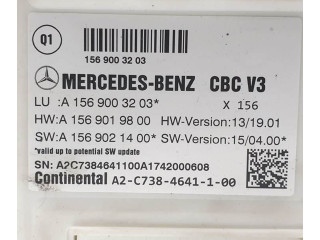 Q1
156 900 32 03
MERCEDES-BENZ CBC V3
LU :A 156 900 32 03* X 156
HW:A 156 901 98 00 HW-Version:13/19.01
SW:A 156 902 14 00* SW-Version:15/04.00*
*valid up to potential SW update
SN: A2C7384641100A1742000608
Continental A2-C738-4641-1-00